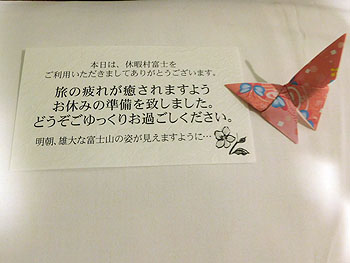 本日は、休暇村富士を
ご利用いただきましてありがとうございます。
旅の疲れが癒されますよう
お休みの準備を致しました。
どうぞごゆっくりお過ごしください。
明朝、雄大な富士山の姿が見えますように…